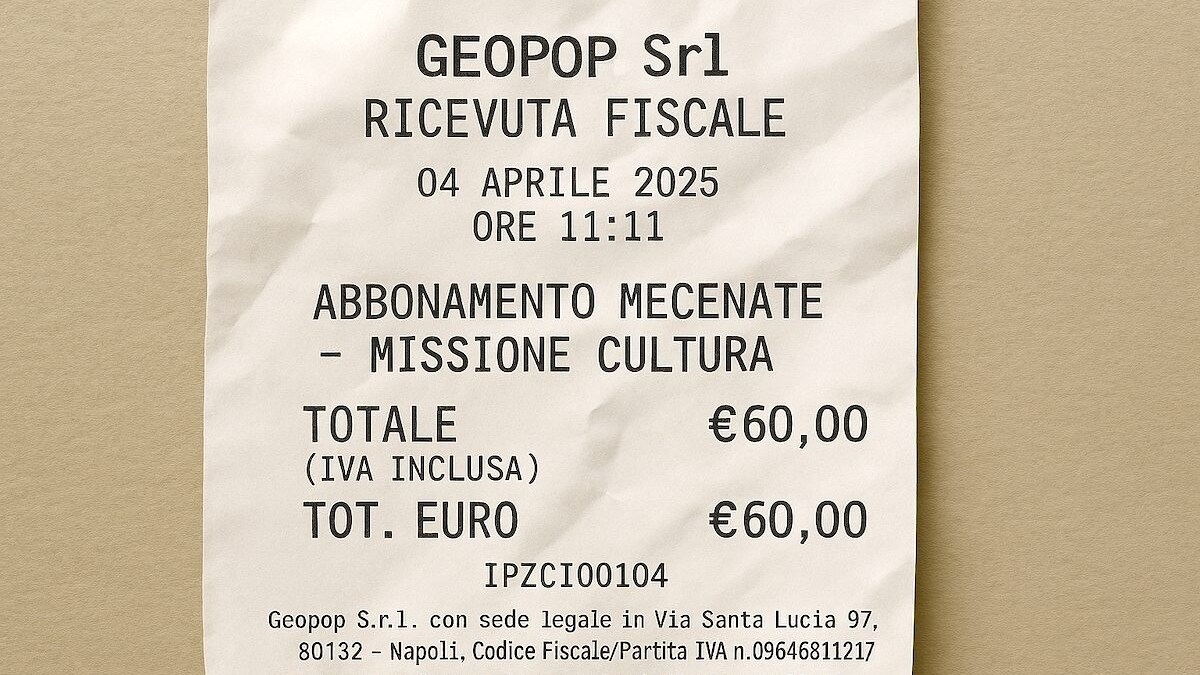 GEOPOP Srl
RICEVUTA FISCALE
04 APRILE 2025
ORE 11:11
ABBONAMENTO MECENATE
– MISSIONE CULTURA
TOTALE €60,00
(IVA INCLUSA)
TOT. EURO €60,00
IPZCI00104
Geopop S.r.l. con sede legale in Via Santa Lucia 97,
80132 – Napoli, Codice Fiscale/Partita IVA n.09646811217